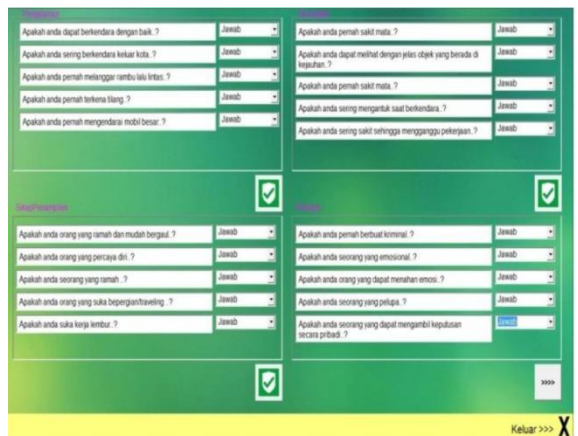 Apakah anda dapat berkendara dengan baik..? Jawab
Apakah anda sering berkendara keluar kota..? Jawab
Apakah anda pernah melanggar rambu lalu lintas..? Jawab
Apakah anda pernah terkena tilang..? Jawab
Apakah anda pernah mengendarai mobil besar..? Jawab
Apakah anda pernah sakit mata..? Jawab
Apakah anda dapat melihat dengan jelas objek yang berada di
kejauhan..? Jawab
Apakah anda pernah sakit mata..? Jawab
Apakah anda sering mengantuk saat berkendara..? Jawab
Apakah anda sering sakit sehingga mengganggu pekerjaan..? Jawab
Apakah anda orang yang ramah dan mudah bergaul..? Jawab
Apakah anda orang yang percaya diri..? Jawab
Apakah anda seorang yang ramah ..? Jawab
Apakah anda orang yang suka bepergian/traveling ..? Jawab
Apakah anda suka kerja lembur..? Jawab
Apakah anda pernah berbuat kriminal..? Jawab
Apakah anda seorang yang emosional..? Jawab
Apakah anda orang yang dapat menahan emosi..? Jawab
Apakah anda seorang yang pelupa..? Jawab
Apakah anda seorang yang dapat mengambil keputusan
secara pribadi..? Jawab
>>>>
Keluar >>> X